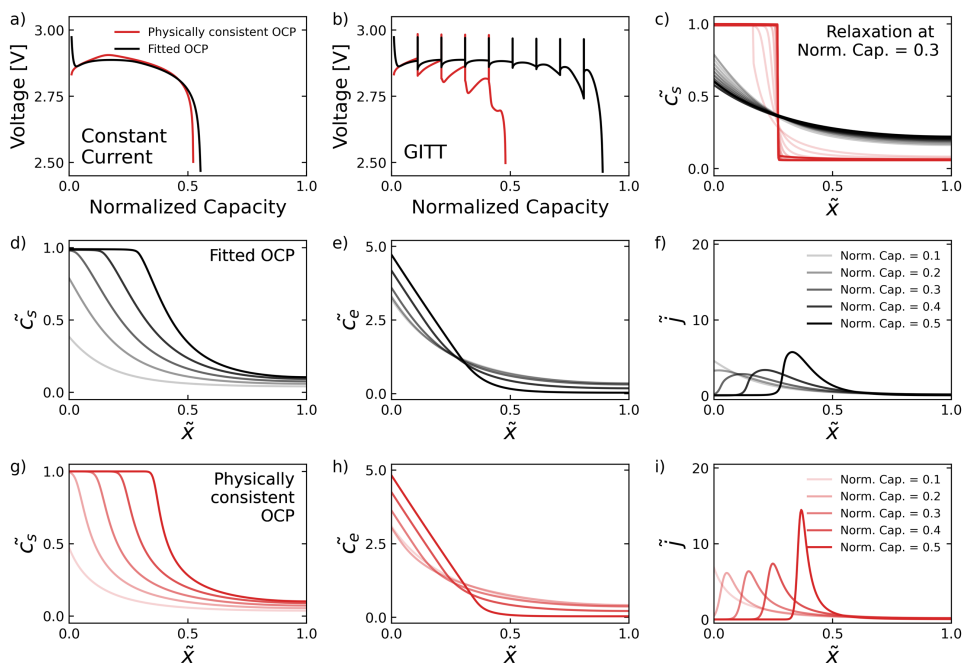 a)
3.00
2.75
2.50
Voltage [V]
Physically consistent OCP
Fitted OCP
Constant
Current
0.0
0.5
1.0
Normalized Capacity
b)
3.00
2.75
2.50
Voltage [V]
GITT
0.0
0.5
1.0
Normalized Capacity
c)
1.0
0.5
0.0
c̃s
Relaxation at
Norm. Cap. = 0.3
0.0
0.5
1.0
x̃
d)
1.0
0.5
0.0
c̃s
Fitted OCP
0.0
0.5
1.0
x̃
e)
5.0
2.5
0.0
c̃e
0.0
0.5
1.0
x̃
f)
20
10
0
j̃
Norm. Cap. = 0.1
Norm. Cap. = 0.2
Norm. Cap. = 0.3
Norm. Cap. = 0.4
Norm. Cap. = 0.5
0.0
0.5
1.0
x̃
g)
1.0
0.5
0.0
c̃s
Physically
consistent
OCP
0.0
0.5
1.0
x̃
h)
5.0
2.5
0.0
c̃e
0.0
0.5
1.0
x̃
i)
20
10
0
j̃
Norm. Cap. = 0.1
Norm. Cap. = 0.2
Norm. Cap. = 0.3
Norm. Cap. = 0.4
Norm. Cap. = 0.5
0.0
0.5
1.0
x̃